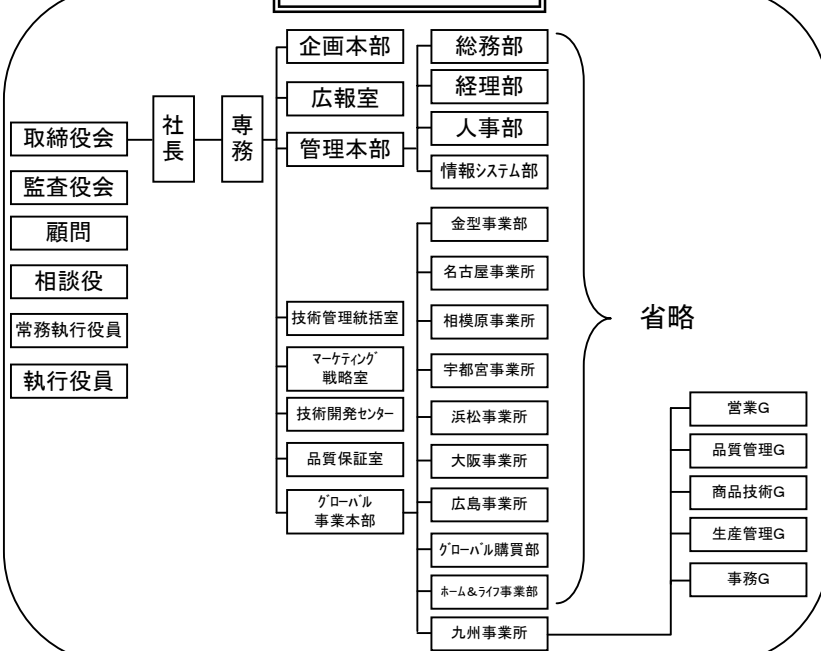 取締役会
監査役会
顧問
相談役
常務執行役員
執行役員
社
長
専
務
企画本部
広報室
管理本部
技術管理統括室
ﾏｰｹﾃｨﾝｸﾞ
戦略室
技術開発ｾﾝﾀｰ
品質保証室
ｸﾞﾛｰﾊﾞﾙ
事業本部
総務部
経理部
人事部
情報ｼｽﾃﾑ部
金型事業部
名古屋事業所
相模原事業所
宇都宮事業所
浜松事業所
大阪事業所
広島事業所
ｸﾞﾛｰﾊﾞﾙ購買部
ﾎｰﾑ&ﾗｲﾌ事業部
九州事業所
省略
営業G
品質管理G
商品技術G
生産管理G
事務G